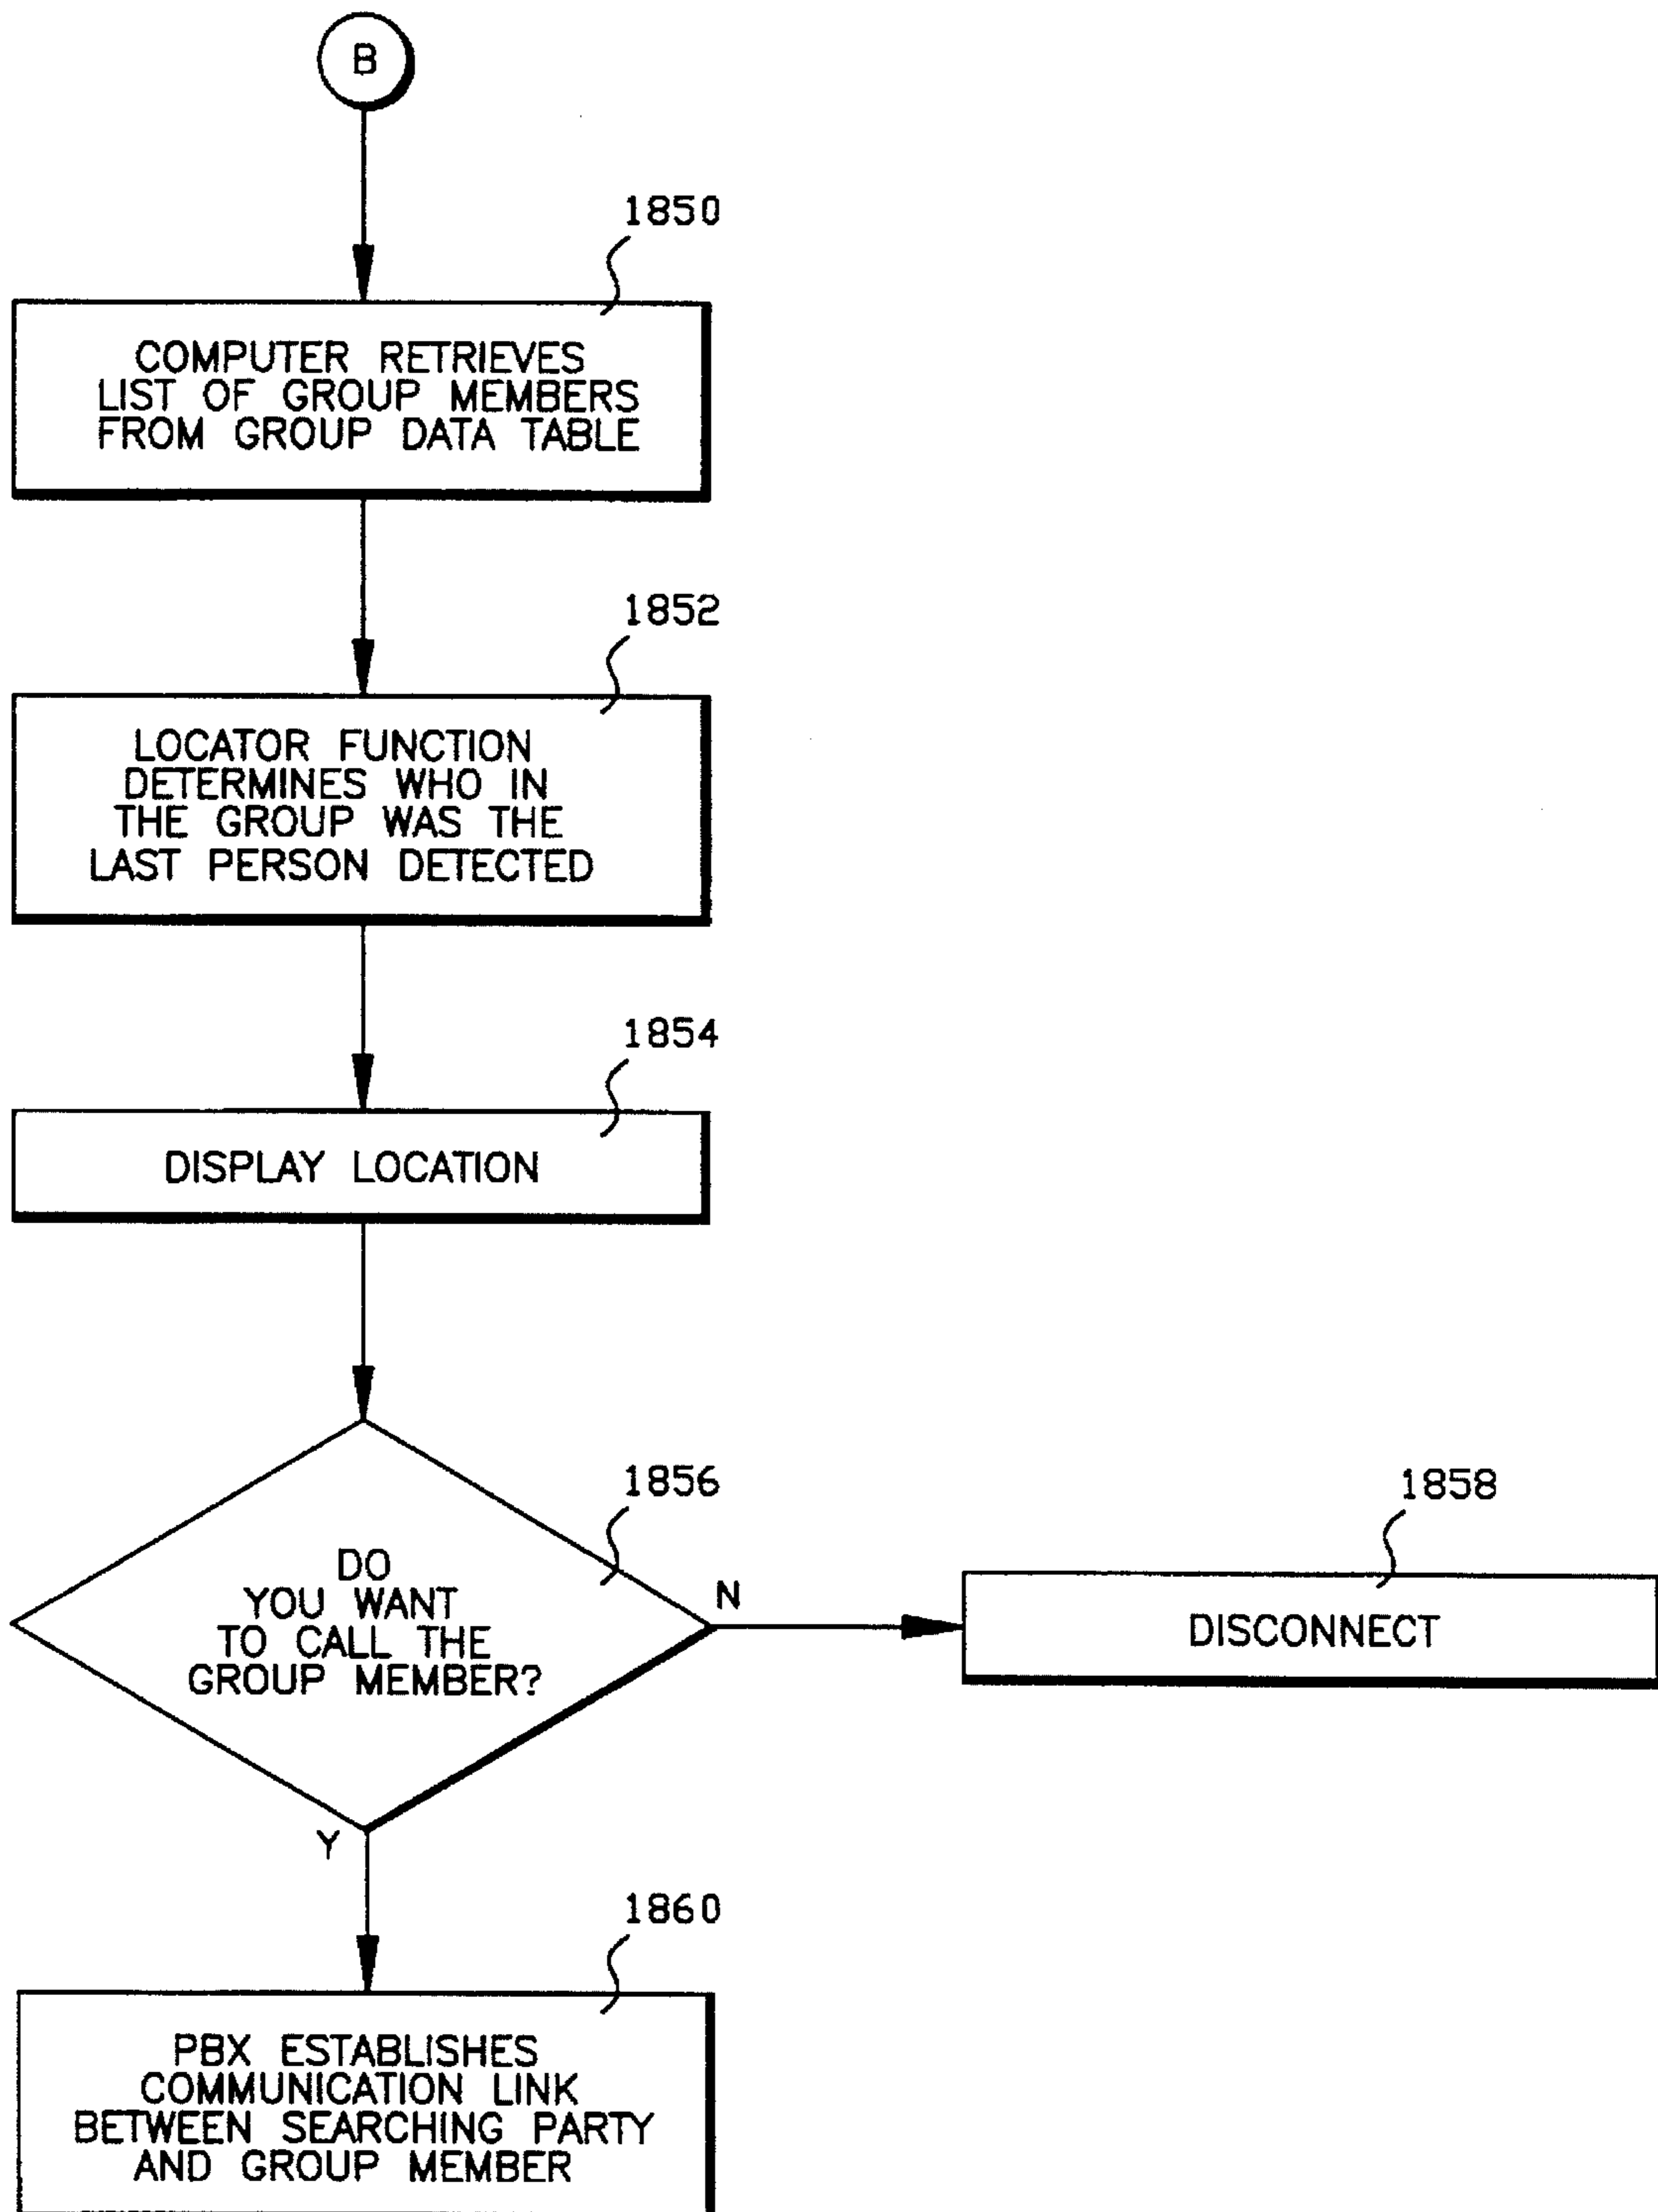 B
1850
COMPUTER RETRIEVES
LIST OF GROUP MEMBERS
FROM GROUP DATA TABLE
1852
LOCATOR FUNCTION
DETERMINES WHO IN
THE GROUP WAS THE
LAST PERSON DETECTED
1854
DISPLAY LOCATION
1856
DO
YOU WANT
TO CALL THE
GROUP MEMBER?
N
1858
DISCONNECT
Y
1860
PBX ESTABLISHES
COMMUNICATION LINK
BETWEEN SEARCHING PARTY
AND GROUP MEMBER